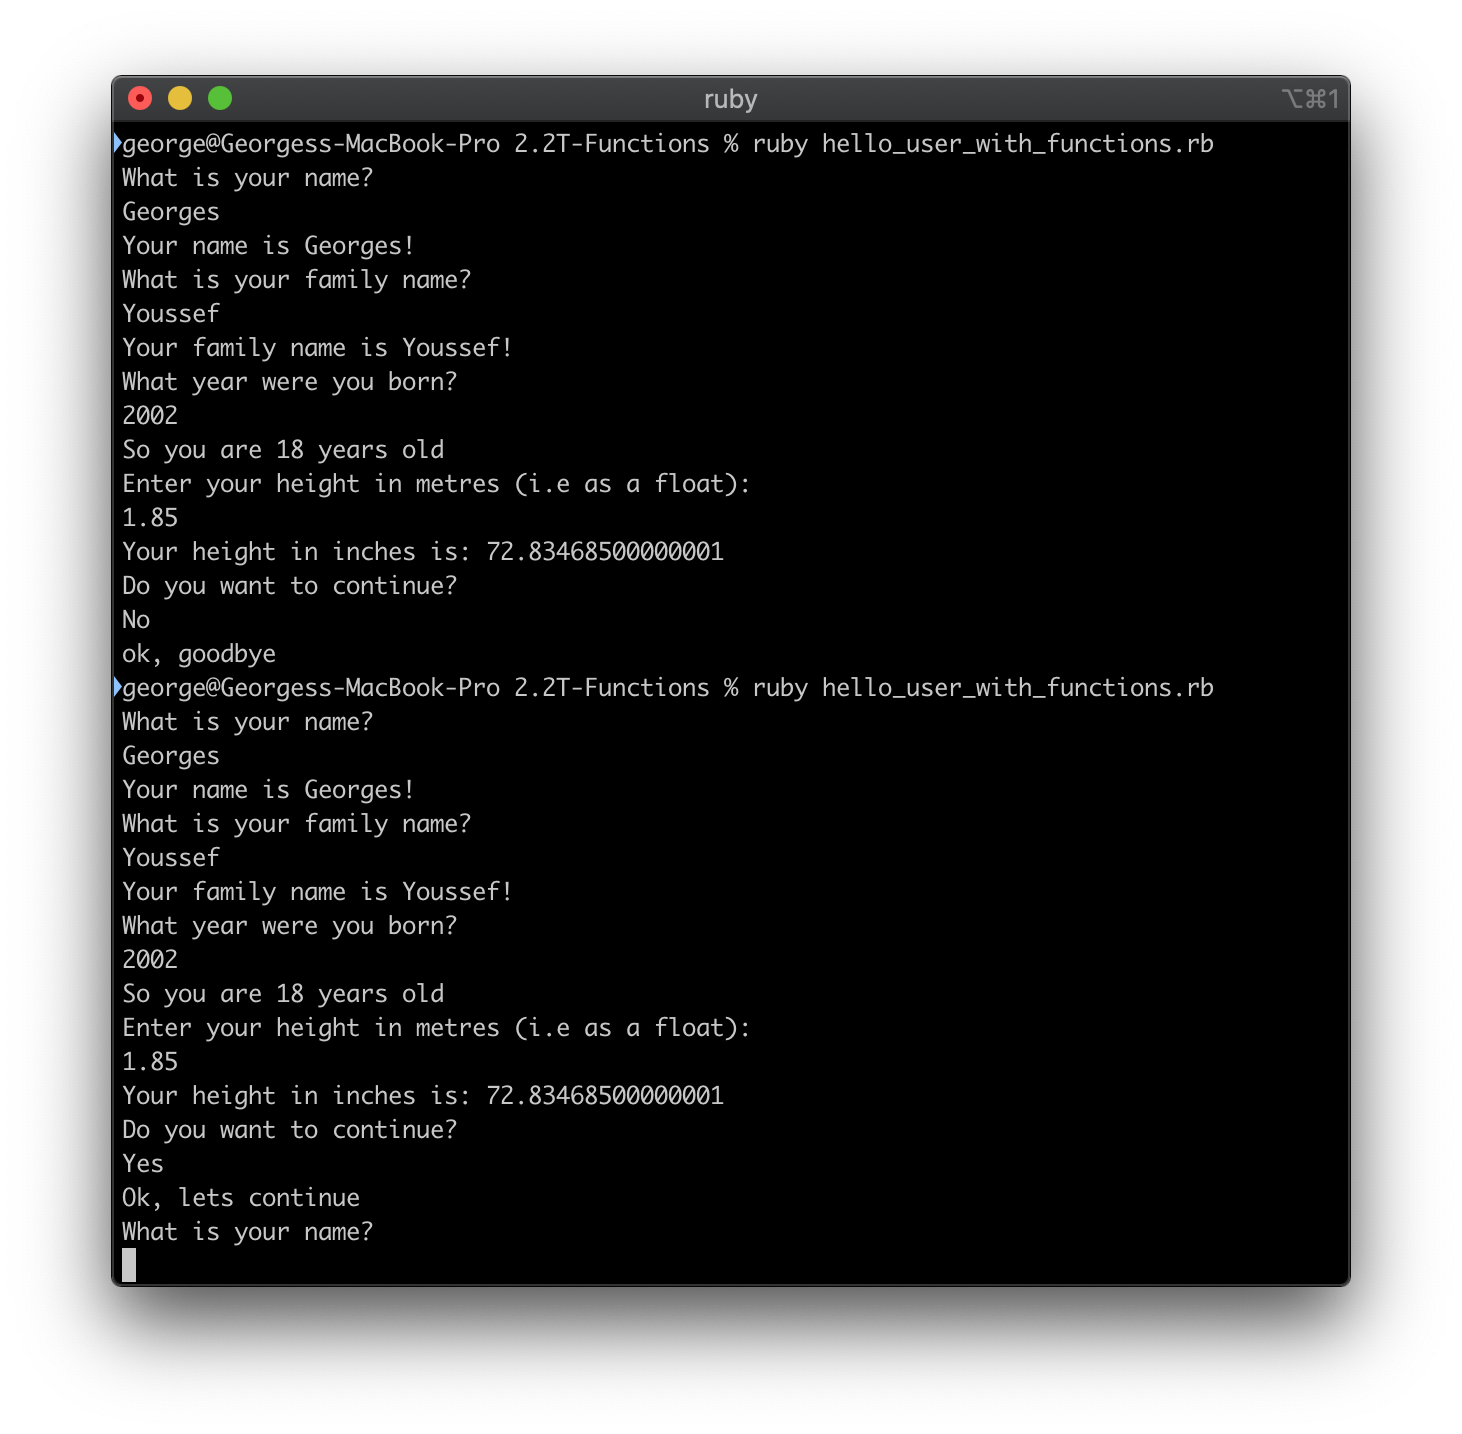 ruby
⌥⌘1
george@Georgess-MacBook-Pro 2.2T-Functions % ruby hello_user_with_functions.rb
What is your name?
Georges
Your name is Georges!
What is your family name?
Youssef
Your family name is Youssef!
What year were you born?
2002
So you are 18 years old
Enter your height in metres (i.e as a float):
1.85
Your height in inches is: 72.83468500000001
Do you want to continue?
No
ok, goodbye
george@Georgess-MacBook-Pro 2.2T-Functions % ruby hello_user_with_functions.rb
What is your name?
Georges
Your name is Georges!
What is your family name?
Youssef
Your family name is Youssef!
What year were you born?
2002
So you are 18 years old
Enter your height in metres (i.e as a float):
1.85
Your height in inches is: 72.83468500000001
Do you want to continue?
Yes
Ok, lets continue
What is your name?